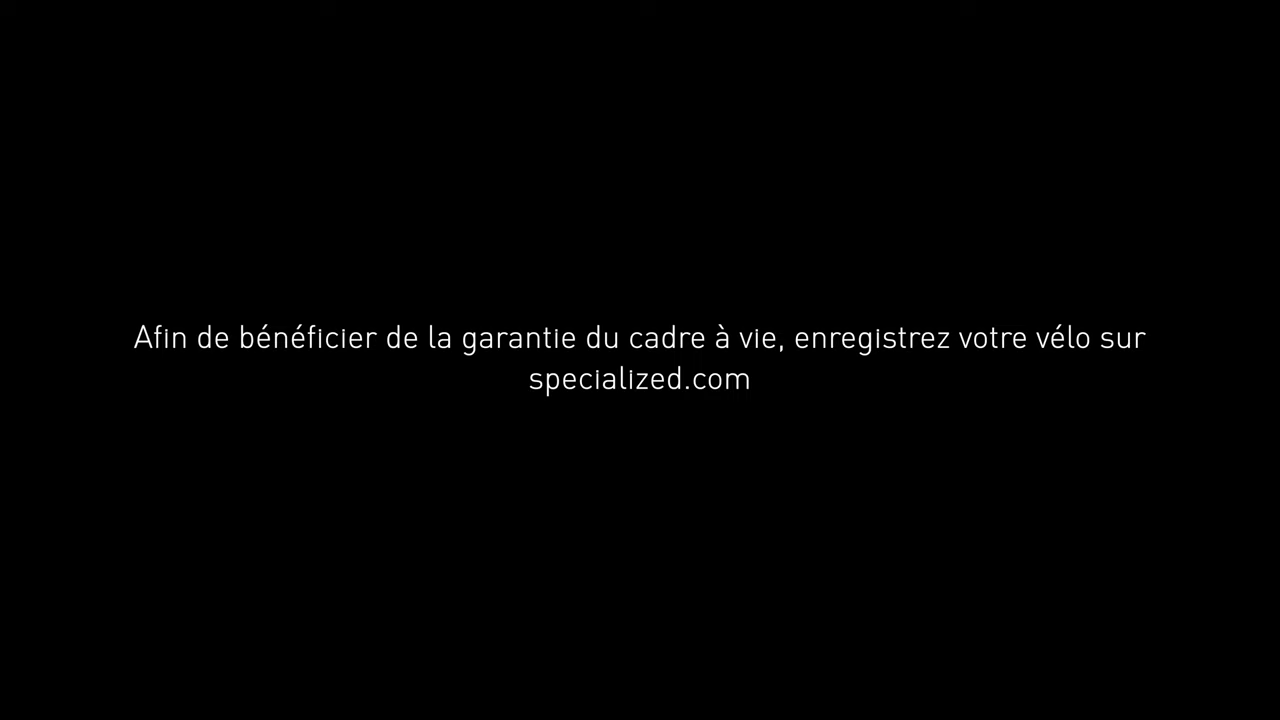 Afin de bénéficier de la garantie du cadre à vie, enregistrez votre vélo sur
specialized.com